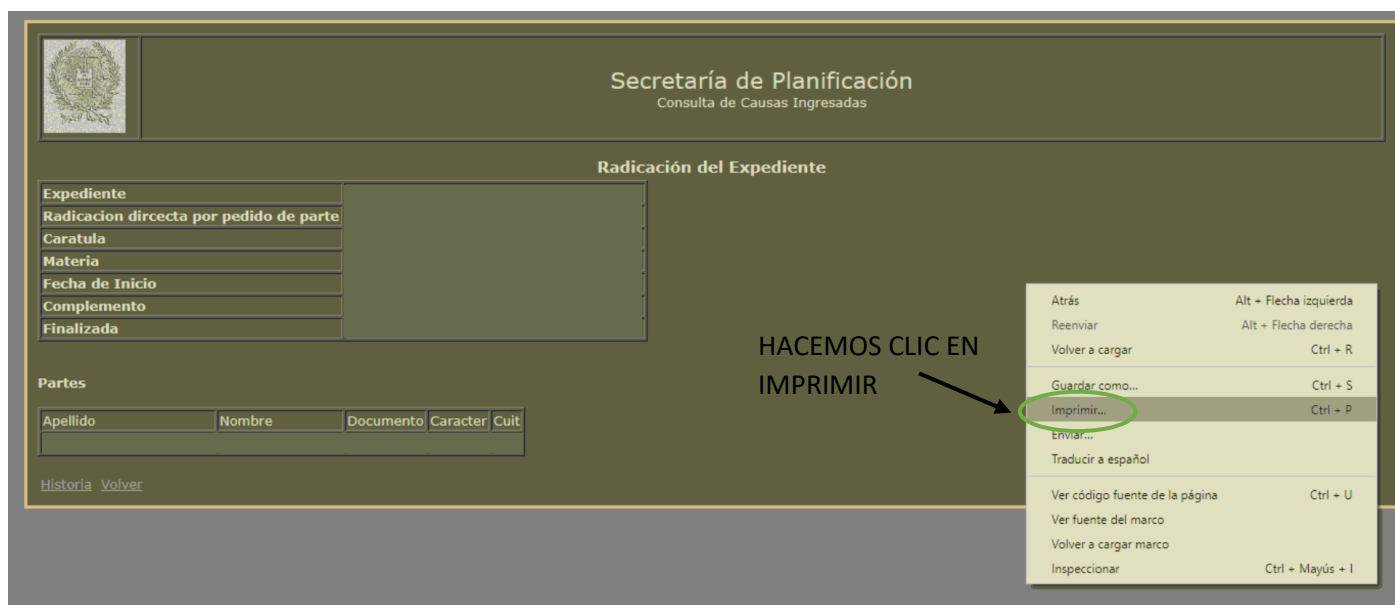 Secretaría de Planificación
Consulta de Causas Ingresadas
Radicación del Expediente
Expediente
Radicacion dircecta por pedido de parte
Caratula
Materia
Fecha de Inicio
Complemento
Finalizada
Partes
Apellido Nombre Documento Caracter Cuit
Historia Volver
HACEMOS CLIC EN
IMPRIMIR
Atrás Alt + Flecha izquierda
Reenviar Alt + Flecha derecha
Volver a cargar Ctrl + R
Guardar como... Ctrl + S
Imprimir... Ctrl + P
Enviar...
Traducir a español
Ver código fuente de la página Ctrl + U
Ver fuente del marco
Volver a cargar marco
Inspeccionar Ctrl + Mayús + I